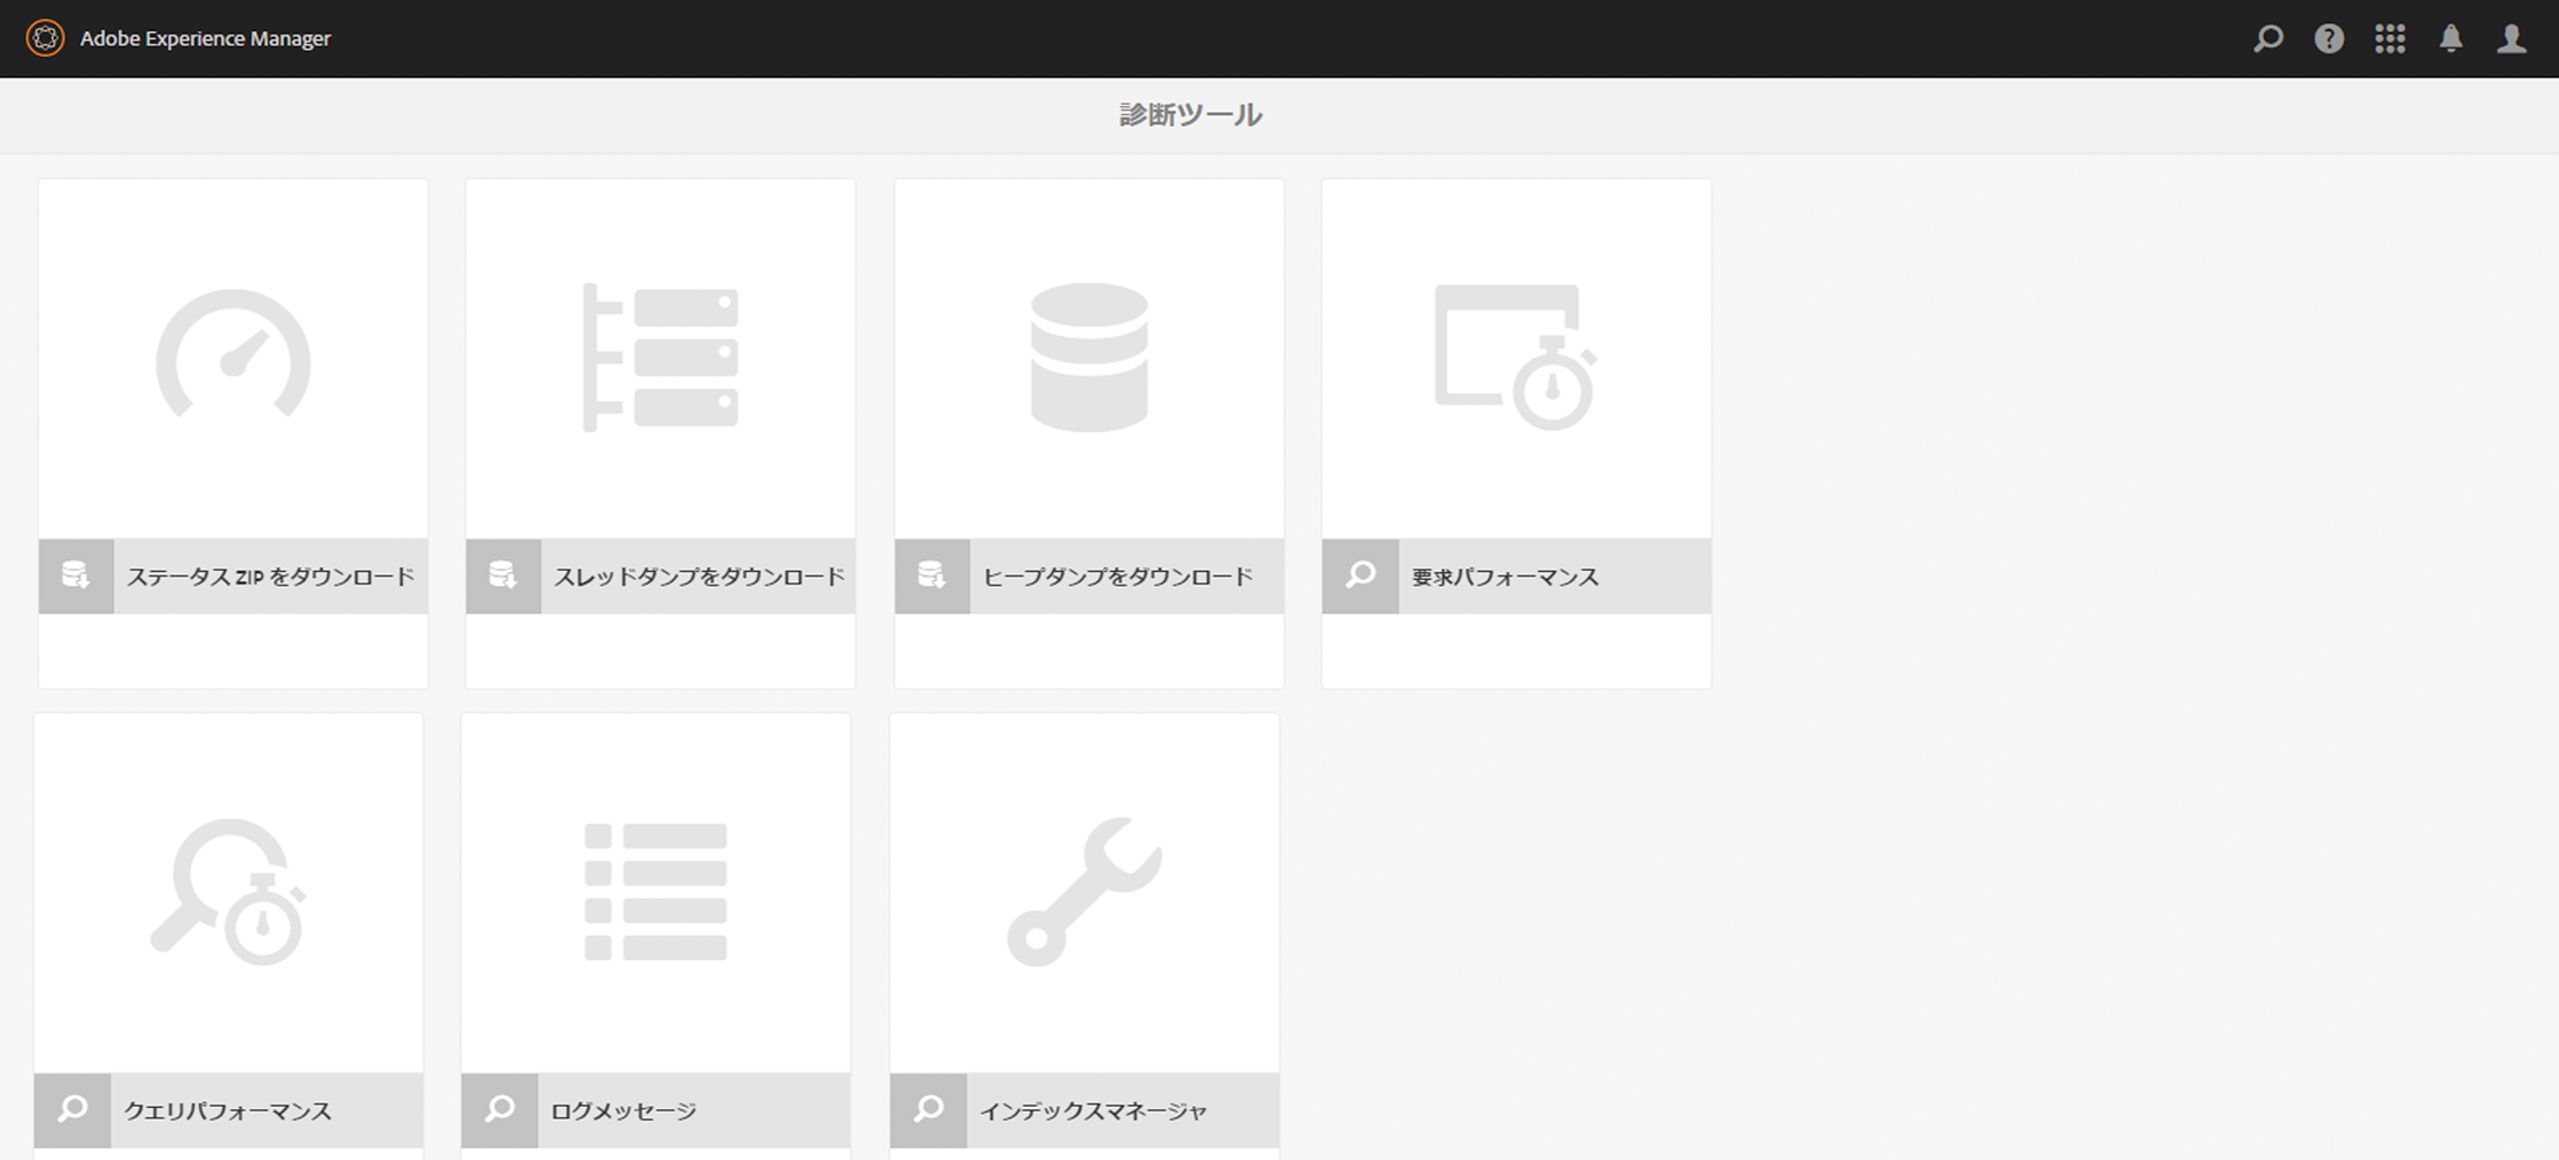 Adobe Experience Manager
診断ツール
ステータス ZIP をダウンロード
スレッドダンプをダウンロード
ヒープダンプをダウンロード
要求パフォーマンス
クエリパフォーマンス
ログメッセージ
インデックスマネージャ